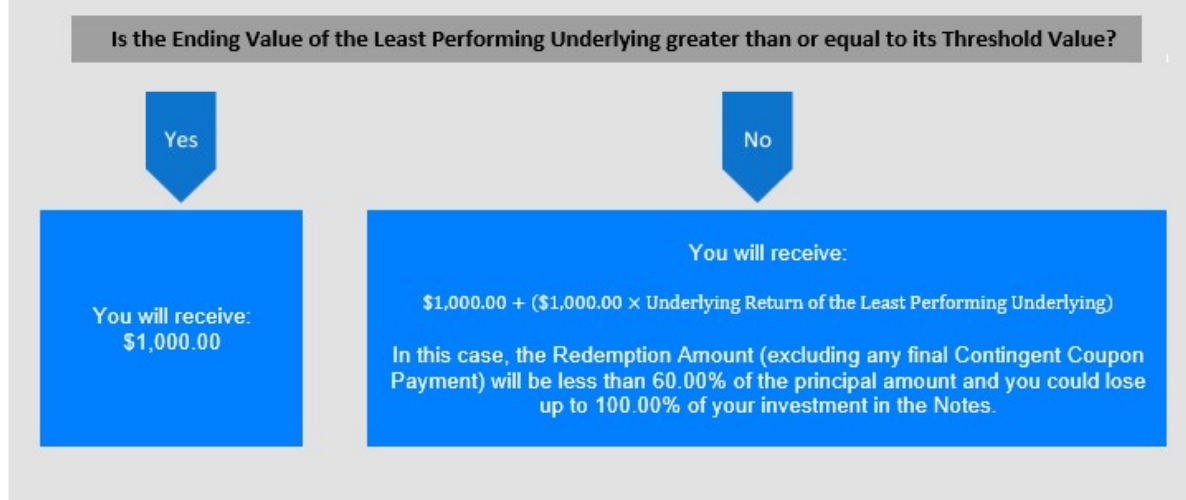 Is the Ending Value of the Least Performing Underlying greater than or equal to its Threshold Value?
Yes
No
You will receive:
$1,000.00
You will receive:
$1,000.00 + ($1,000.00 × Underlying Return of the Least Performing Underlying)
In this case, the Redemption Amount (excluding any final Contingent Coupon
Payment) will be less than 60.00% of the principal amount and you could lose
up to 100.00% of your investment in the Notes.